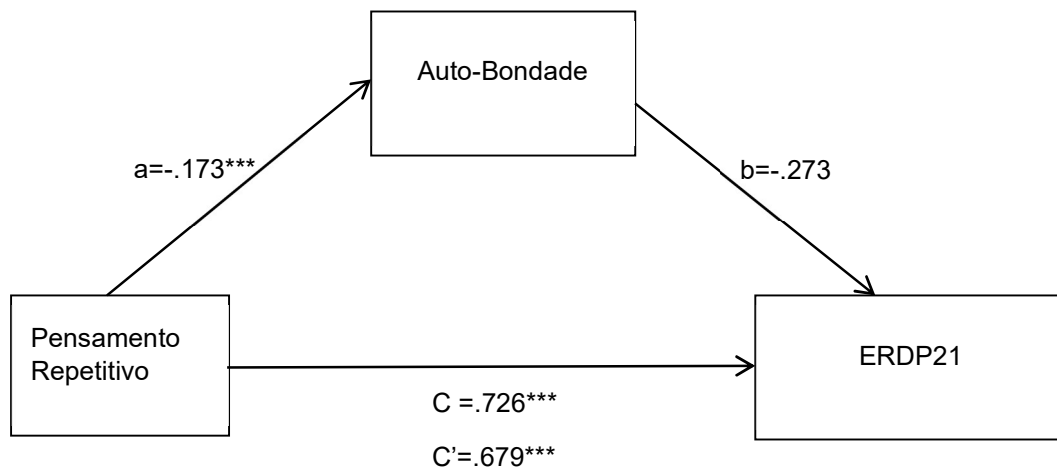 Auto-Bondade
a=-.173***
b=-.273
Pensamento
Repetitivo
ERDP21
C =.726***
C’=.679***